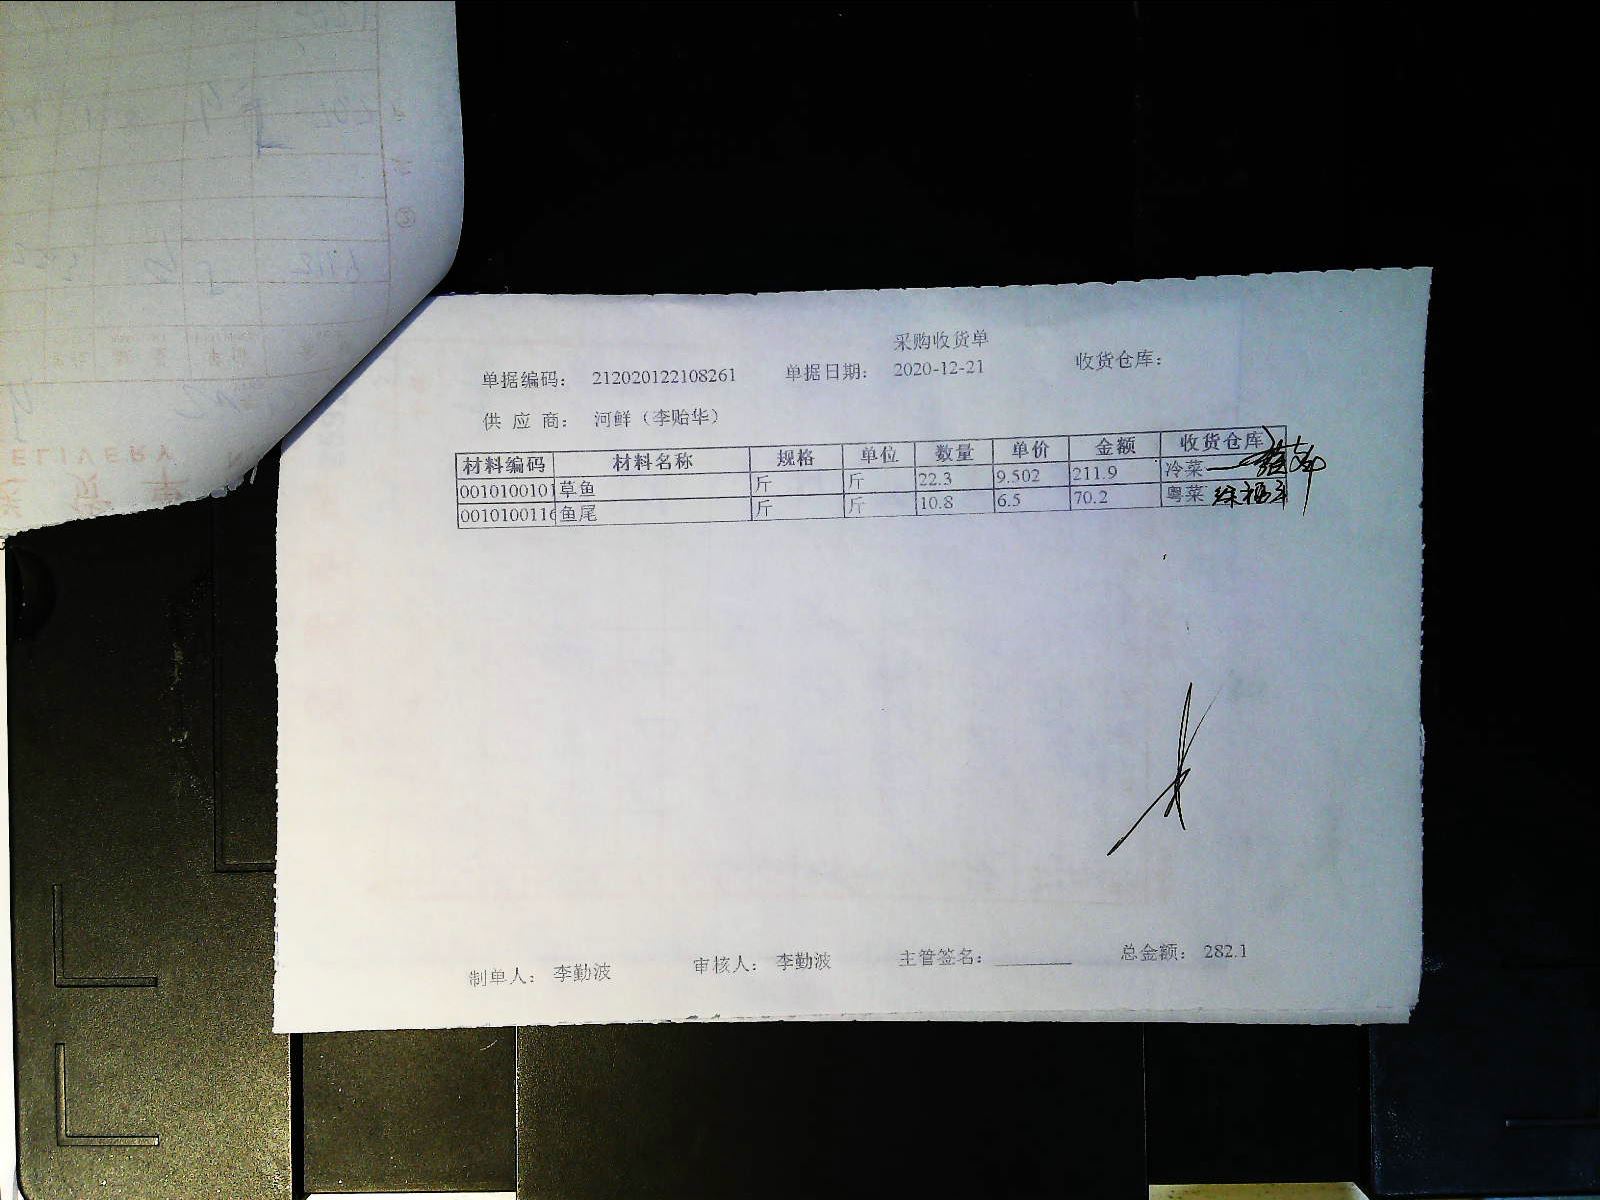 采购收货单
单据编码： 212020122108261 单据日期： 2020-12-21 收货仓库：
供 应 商： 河鲜（李贻华）
材料编码 材料名称 规格 单位 数量 单价 金额 收货仓库
0010100101 草鱼 斤 斤 22.3 9.502 211.9 冷菜
001010011 鱼尾 斤 斤 10.8 6.5 70.2 粤菜
制单人： 李勤波 审核人： 李勤波 主管签名： 总金额： 282.1
ELIVERY